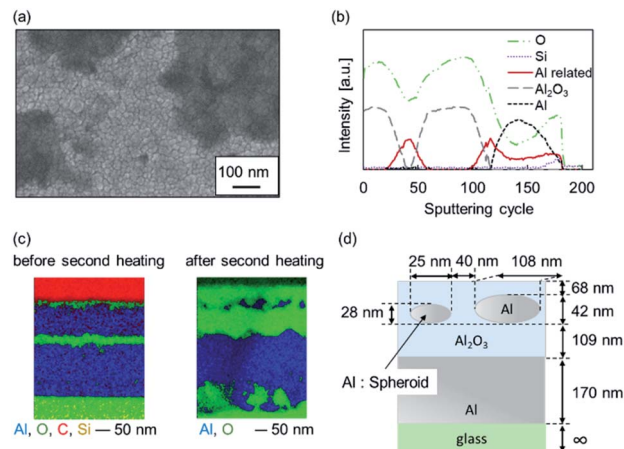 (a)
100 nm
(b)
Intensity [a.u.]
O
Si
Al related
Al₂O₃
Al
0 50 100 150 200
Sputtering cycle
(c)
before second heating
after second heating
Al, O, C, Si — 50 nm
Al, O — 50 nm
(d)
25 nm
40 nm
108 nm
68 nm
28 nm
42 nm
Al
Al₂O₃
109 nm
Al : Spheroid
170 nm
Al
glass
∞